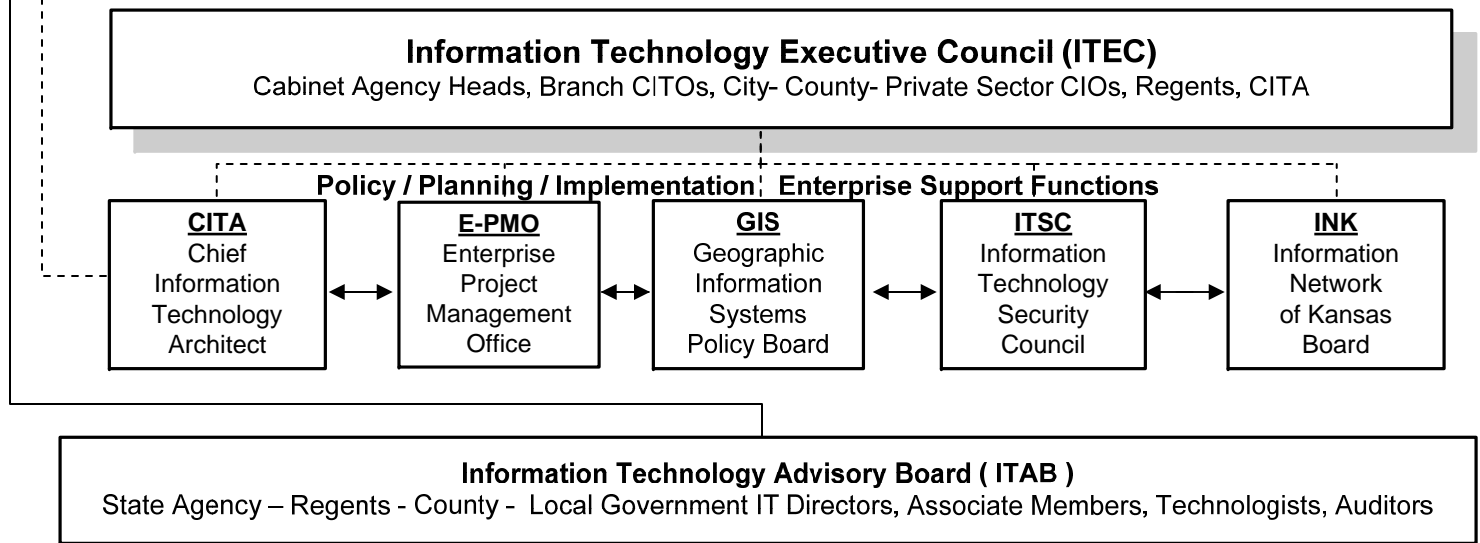 Information Technology Executive Council (ITEC)
Cabinet Agency Heads, Branch CITOs, City- County- Private Sector CIOs, Regents, CITA
Policy / Planning / Implementation Enterprise Support Functions
CITA
Chief
Information
Technology
Architect
E-PMO
Enterprise
Project
Management
Office
GIS
Geographic
Information
Systems
Policy Board
ITSC
Information
Technology
Security
Council
INK
Information
Network
of Kansas
Board
Information Technology Advisory Board ( ITAB )
State Agency – Regents - County - Local Government IT Directors, Associate Members, Technologists, Auditors